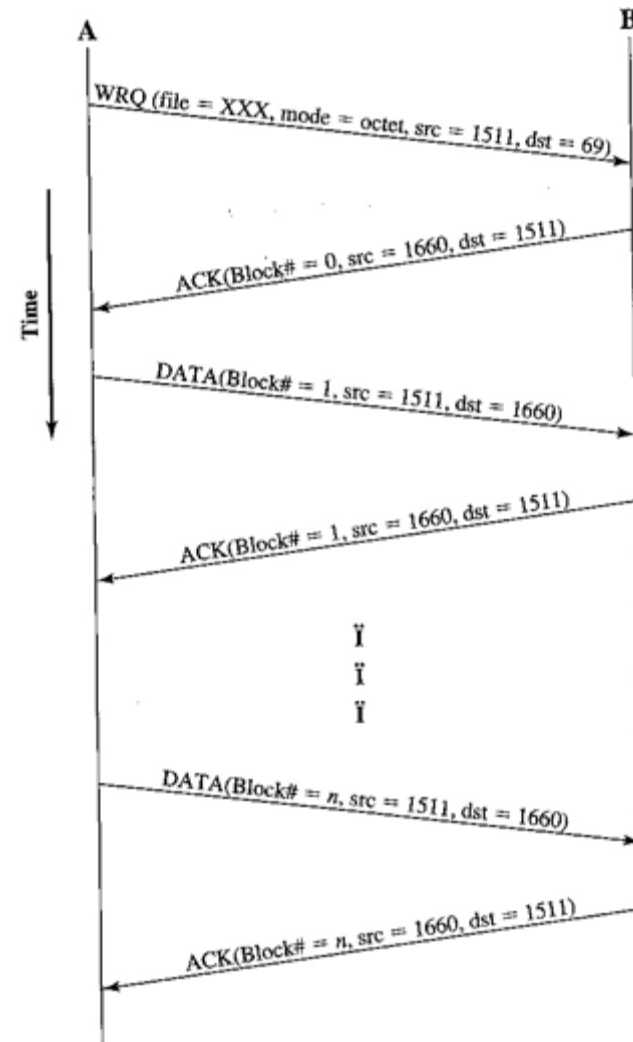 A
B
WRQ (file = XXX, mode = octet, src = 1511, dst = 69)
ACK(Block# = 0, src = 1660, dst = 1511)
Time
DATA(Block# = 1, src = 1511, dst = 1660)
ACK(Block# = 1, src = 1660, dst = 1511)
Ï
Ï
Ï
DATA(Block# = n, src = 1511, dst = 1660)
ACK(Block# = n, src = 1660, dst = 1511)